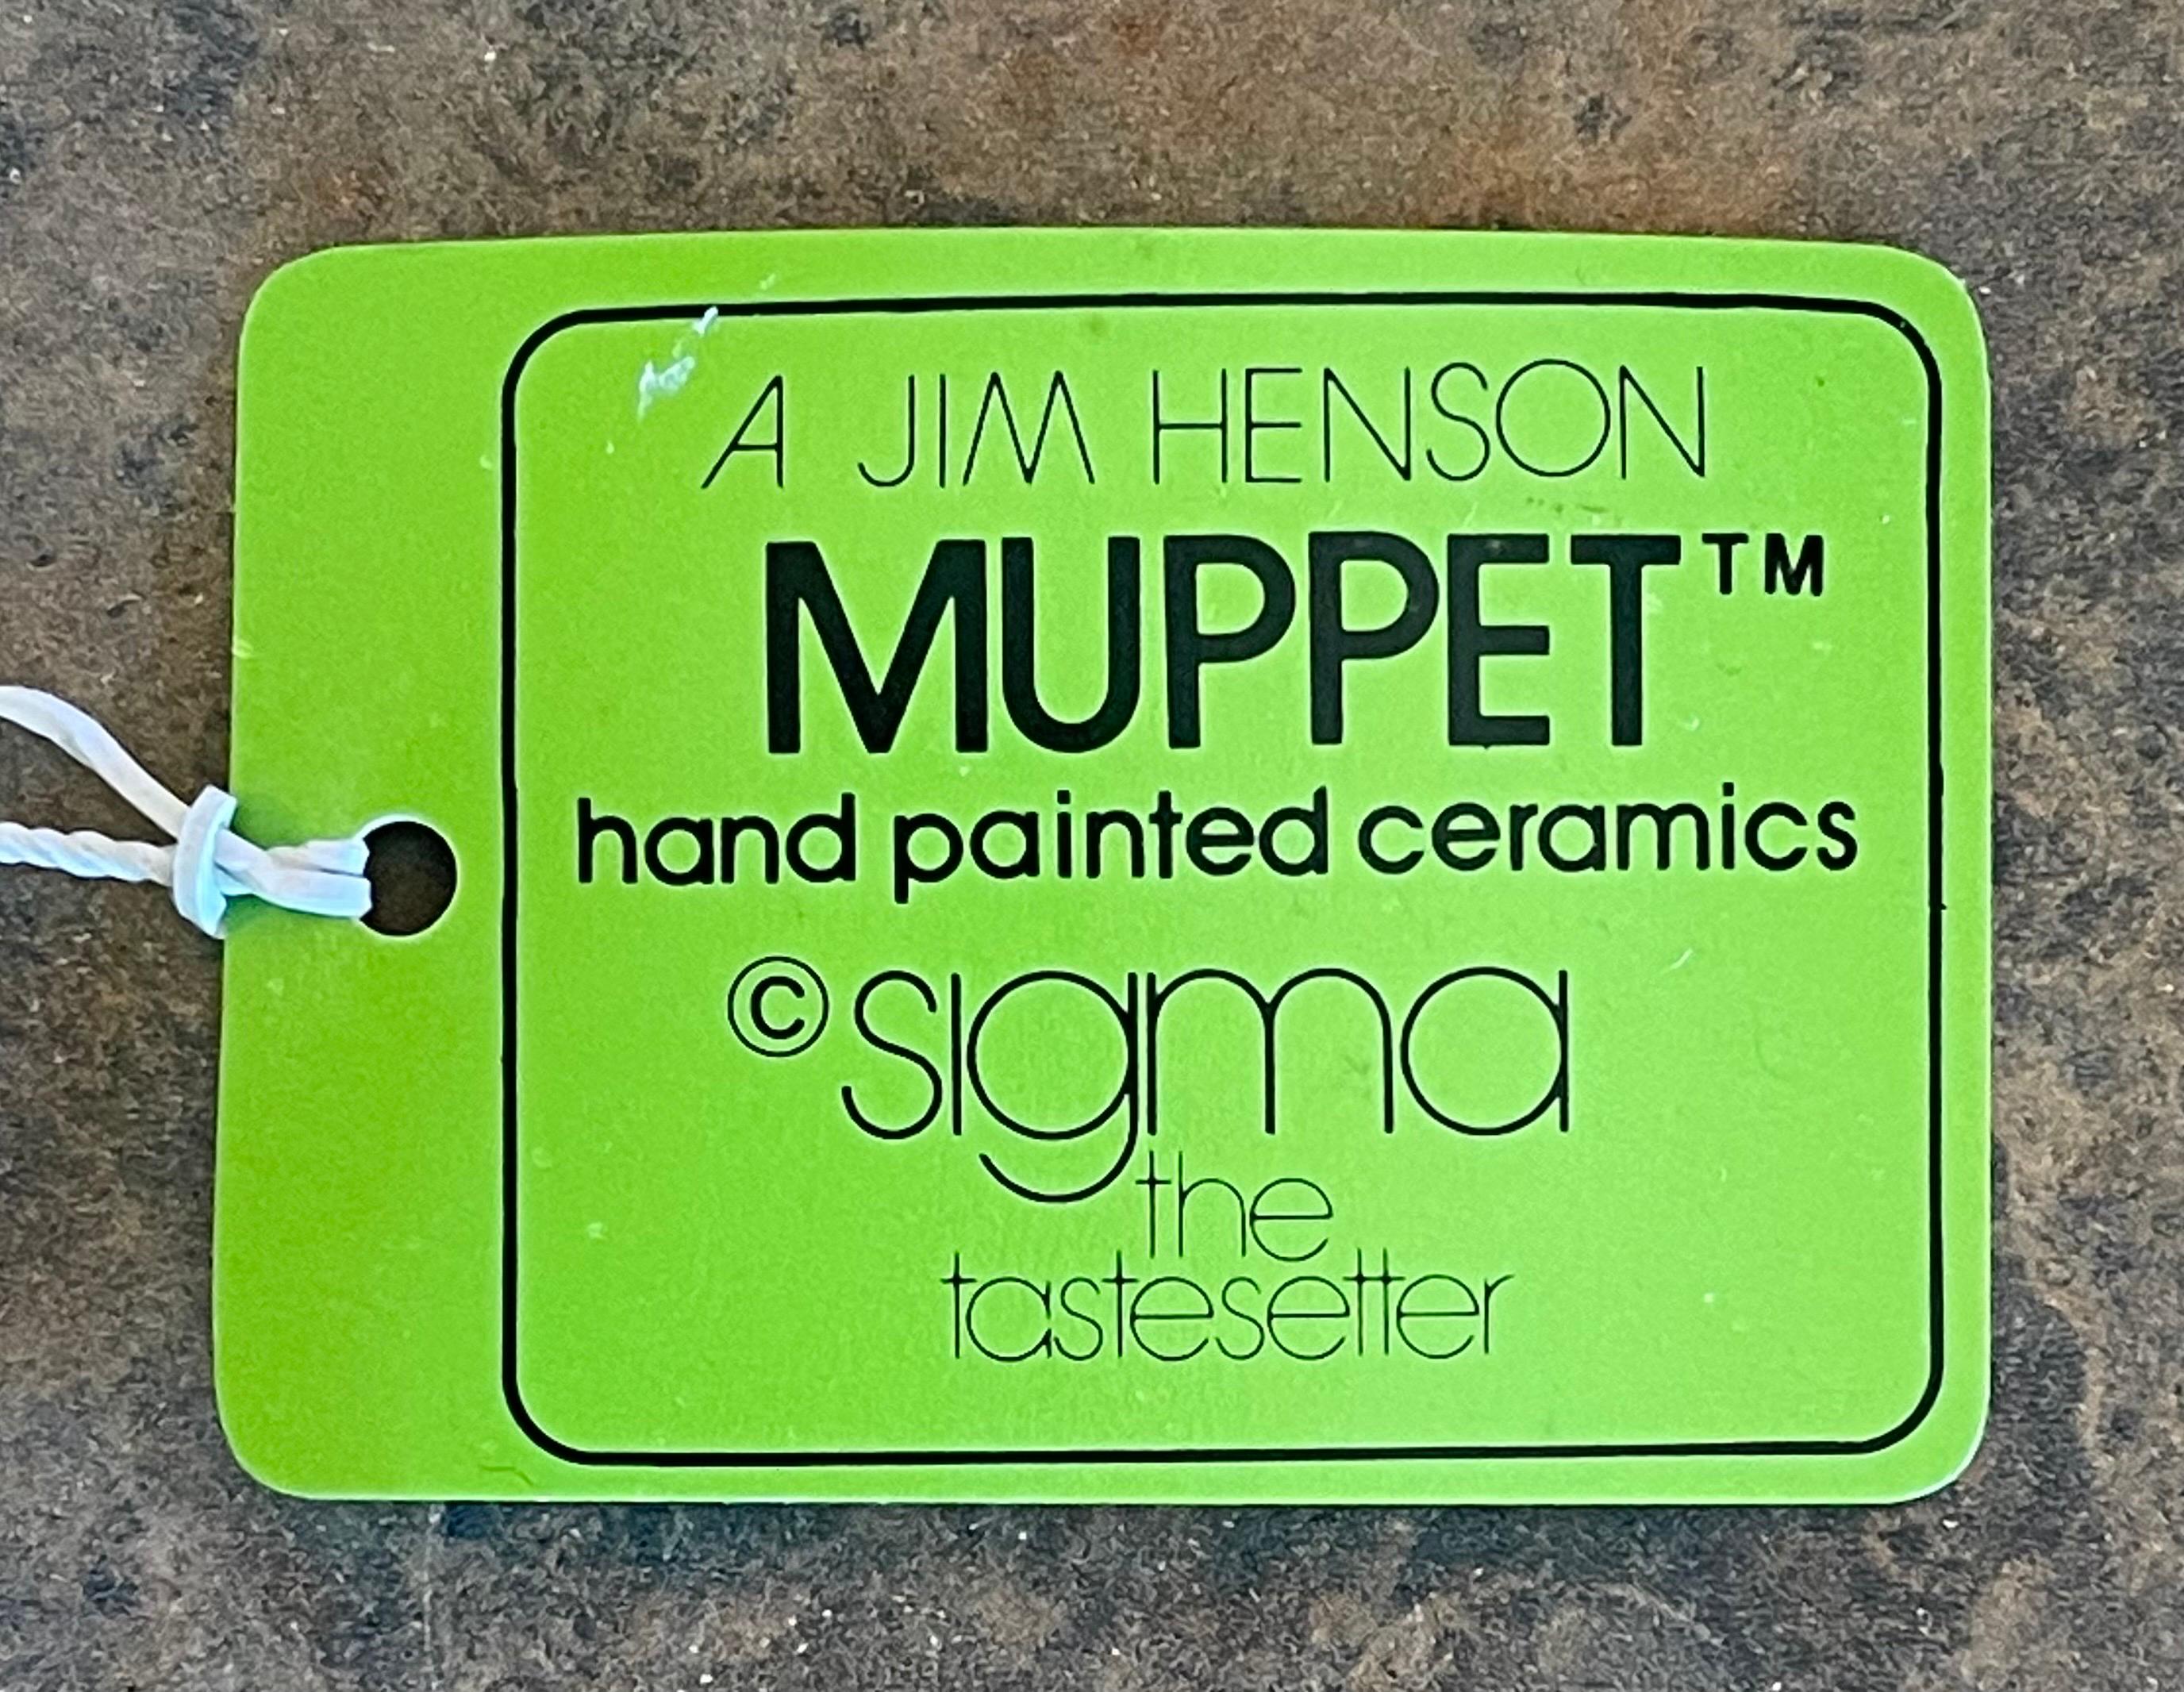 A JIM HENSON
MUPPET™
hand painted ceramics
©sigma
the
tastesetter